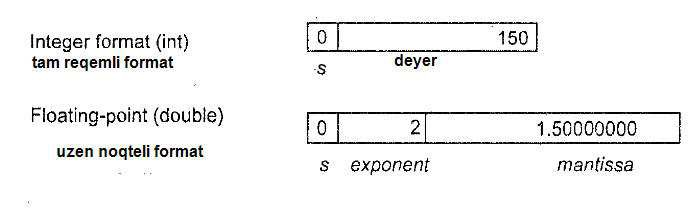 Integer format (int) 0 150
tam reqemli format s deyer
Floating-point (double) 0 2 1.50000000
uzen noqteli format s exponent mantissa